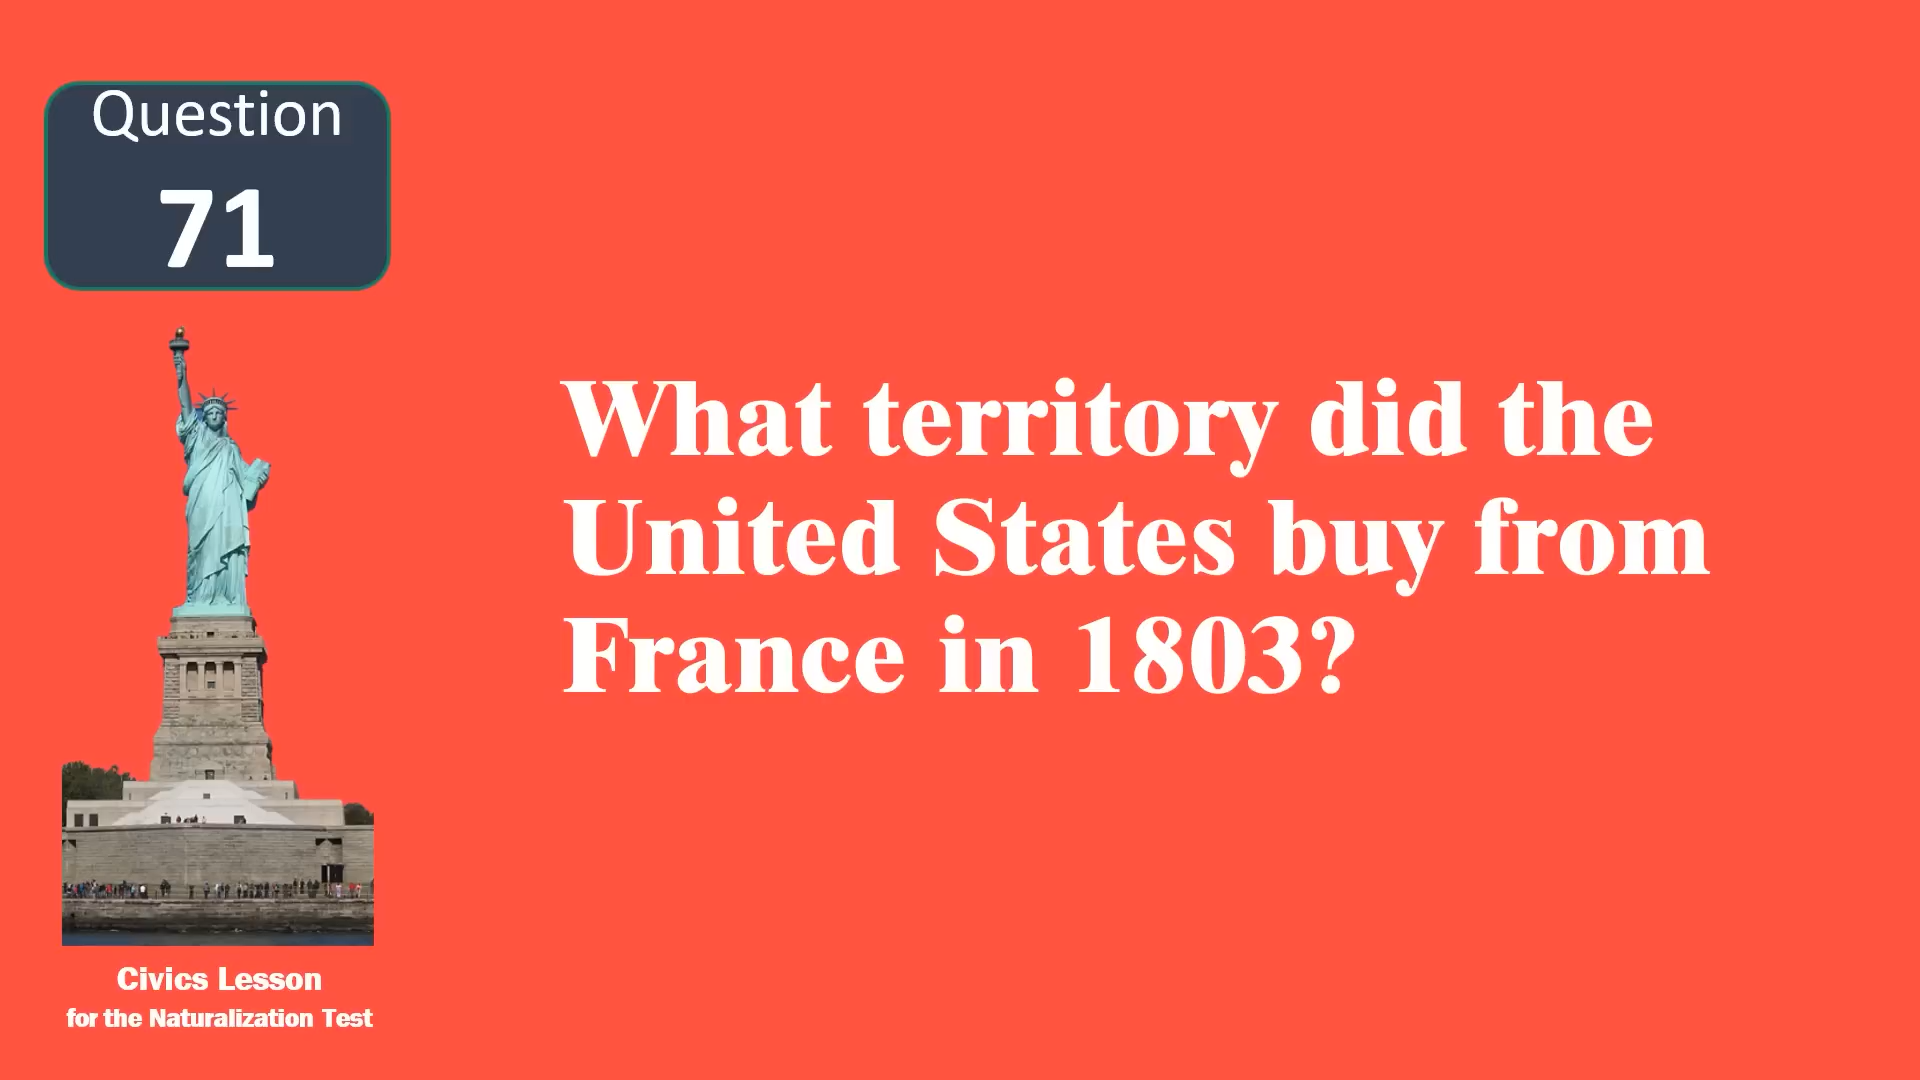 Question
71
What territory did the
United States buy from
France in 1803?
Civics Lesson
for the Naturalization Test